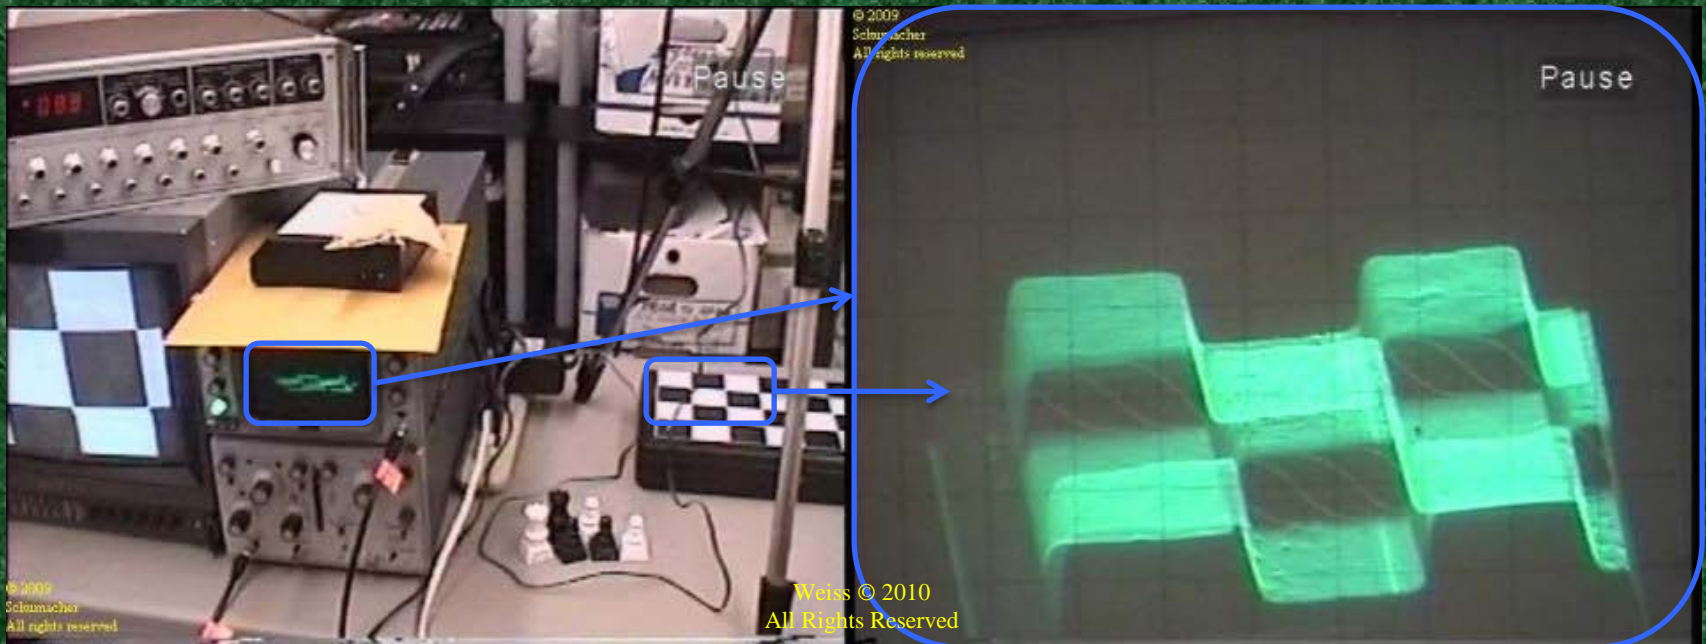 Pause
© 2009
Schumacher
All rights reserved
Pause
© 2009
Schumacher
All rights reserved
Weiss © 2010
All Rights Reserved